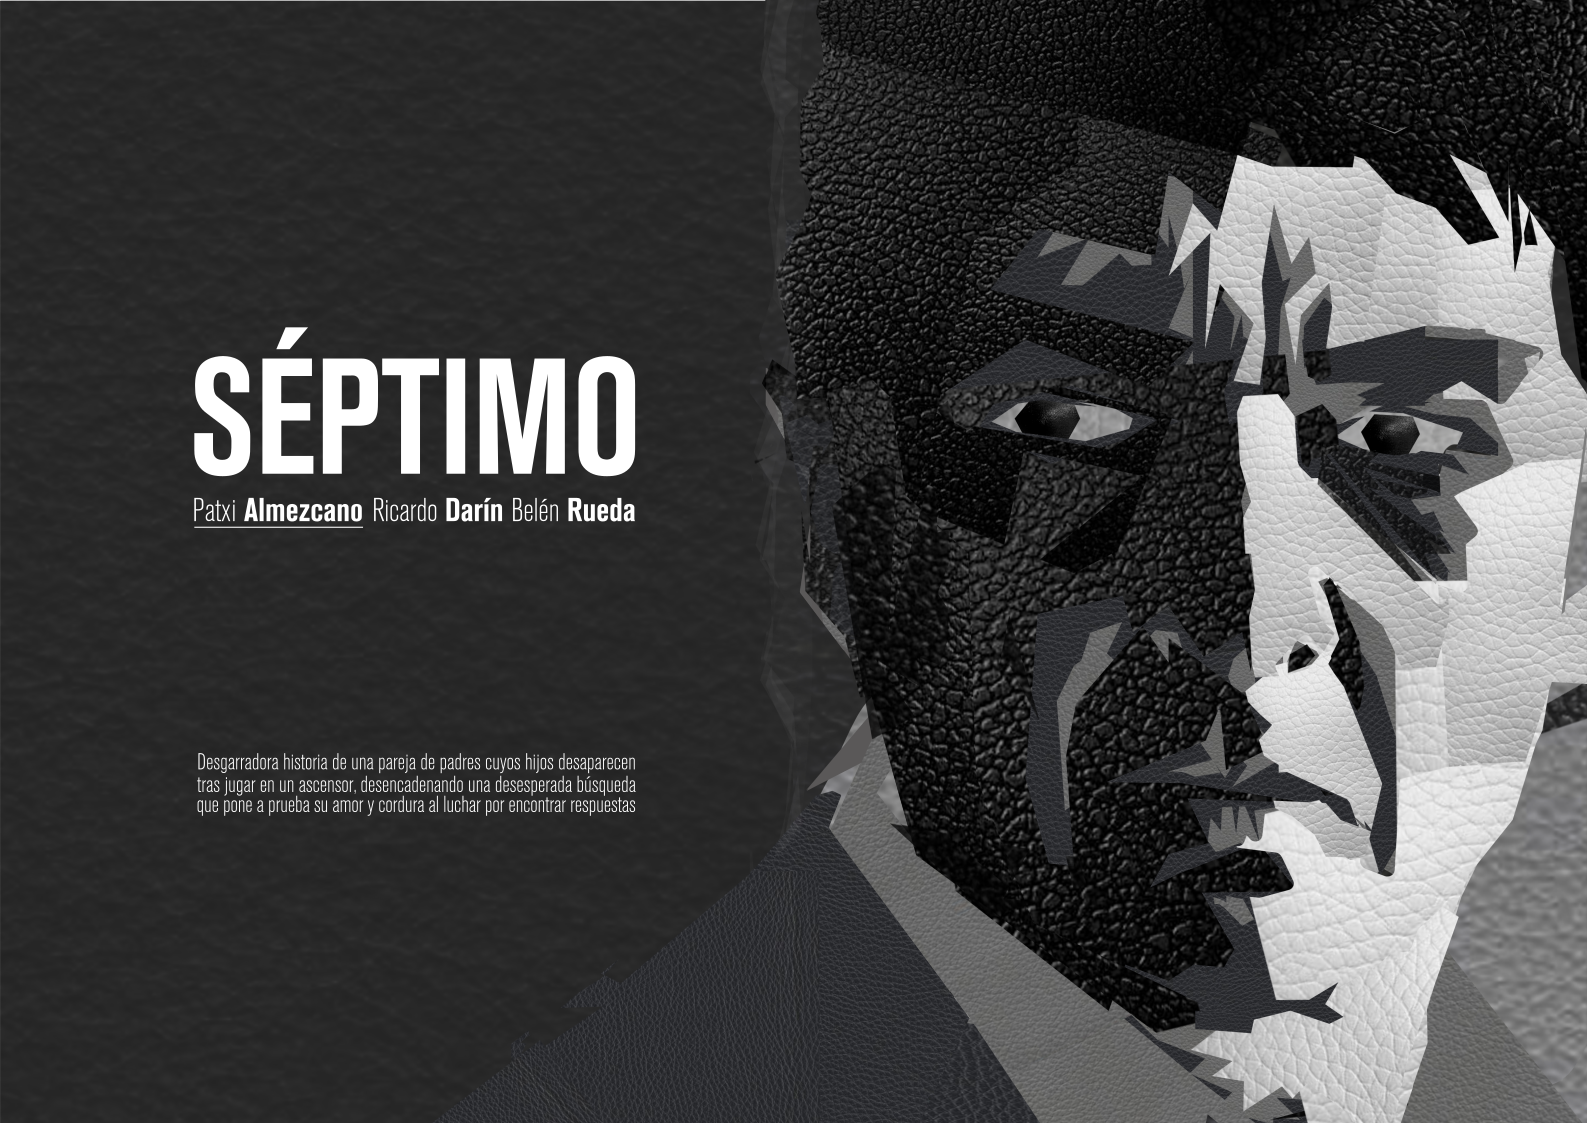 SÉPTIMO
Patxi Almezcano Ricardo Darín Belén Rueda
Desgarradora historia de una pareja de padres cuyos hijos desaparecen
tras jugar en un ascensor, desencadenando una desesperada búsqueda
que pone a prueba su amor y cordura al luchar por encontrar respuestas